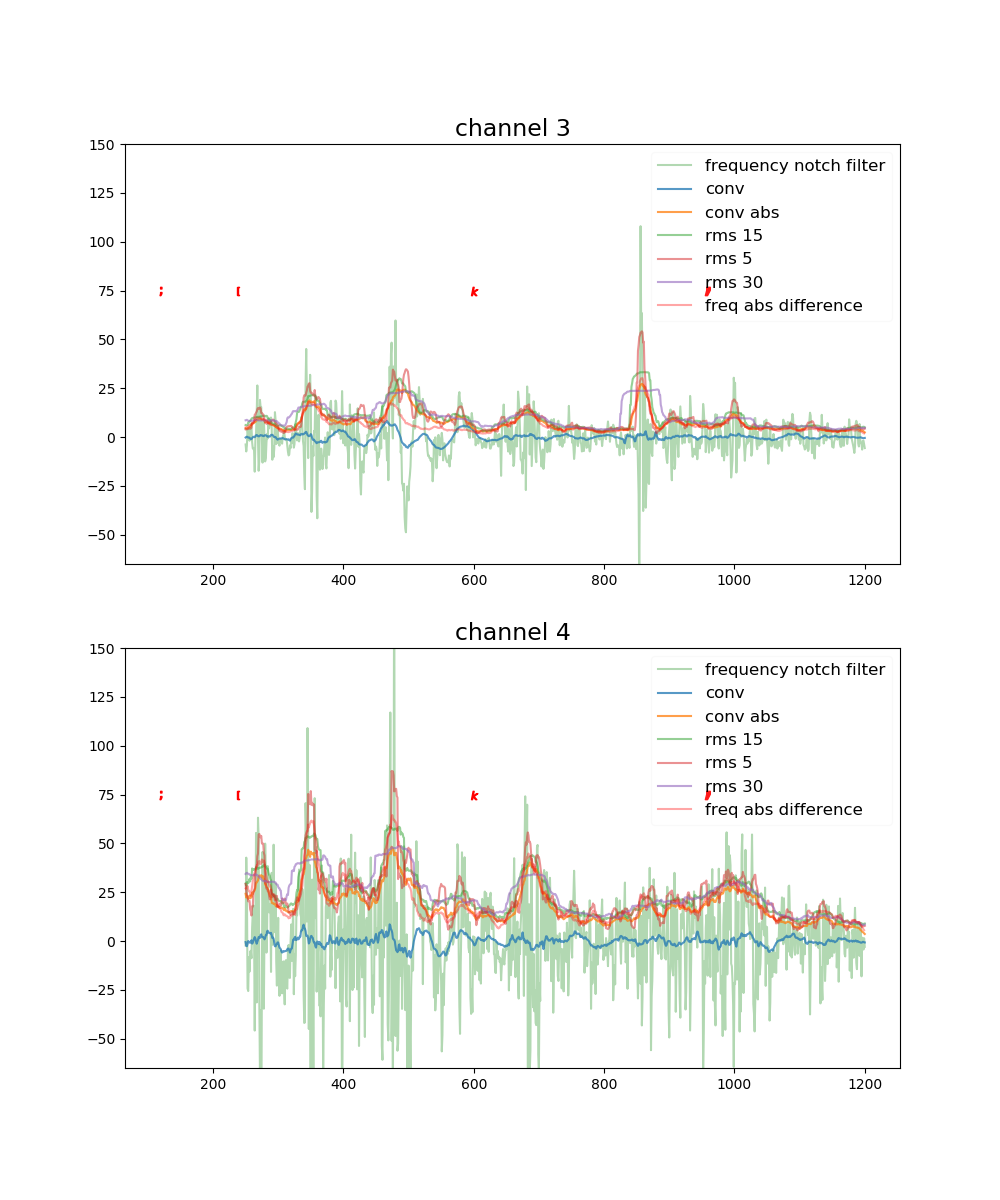 channel 3
150
125
100
75
50
25
0
−25
−50
frequency notch filter
conv
conv abs
rms 15
rms 5
rms 30
freq abs difference
; [ k
200 400 600 800 1000 1200
channel 4
150
125
100
75
50
25
0
−25
−50
frequency notch filter
conv
conv abs
rms 15
rms 5
rms 30
freq abs difference
; [ k
200 400 600 800 1000 1200